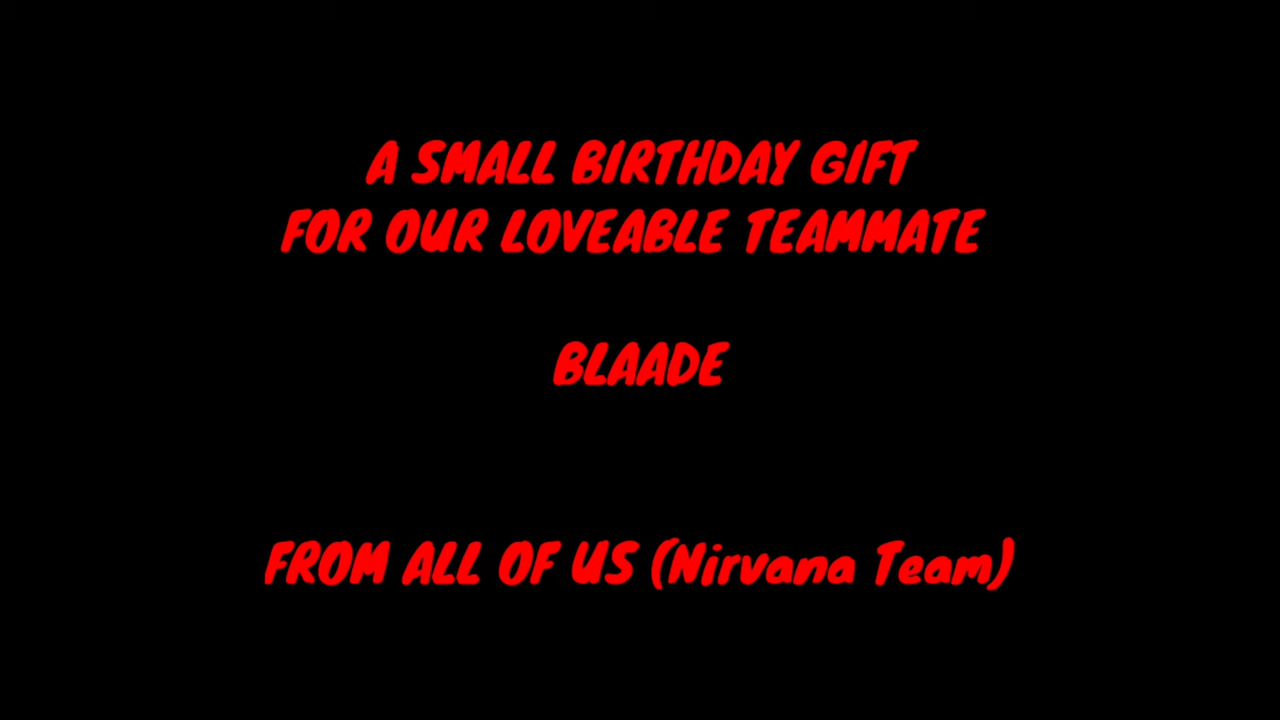 A SMALL BIRTHDAY GIFT
FOR OUR LOVEABLE TEAMMATE
BLAADE
FROM ALL OF US (Nirvana Team)